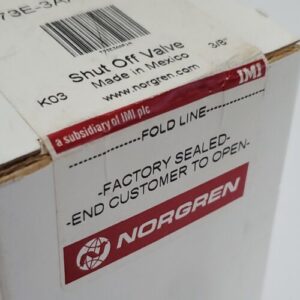 Shut Off Valve
Made in Mexico
www.norgren.com
K03
3/8"
a subsidiary of IMI plc
IMI
FOLD LINE
-FACTORY SEALED-
-END CUSTOMER TO OPEN-
NORGREN